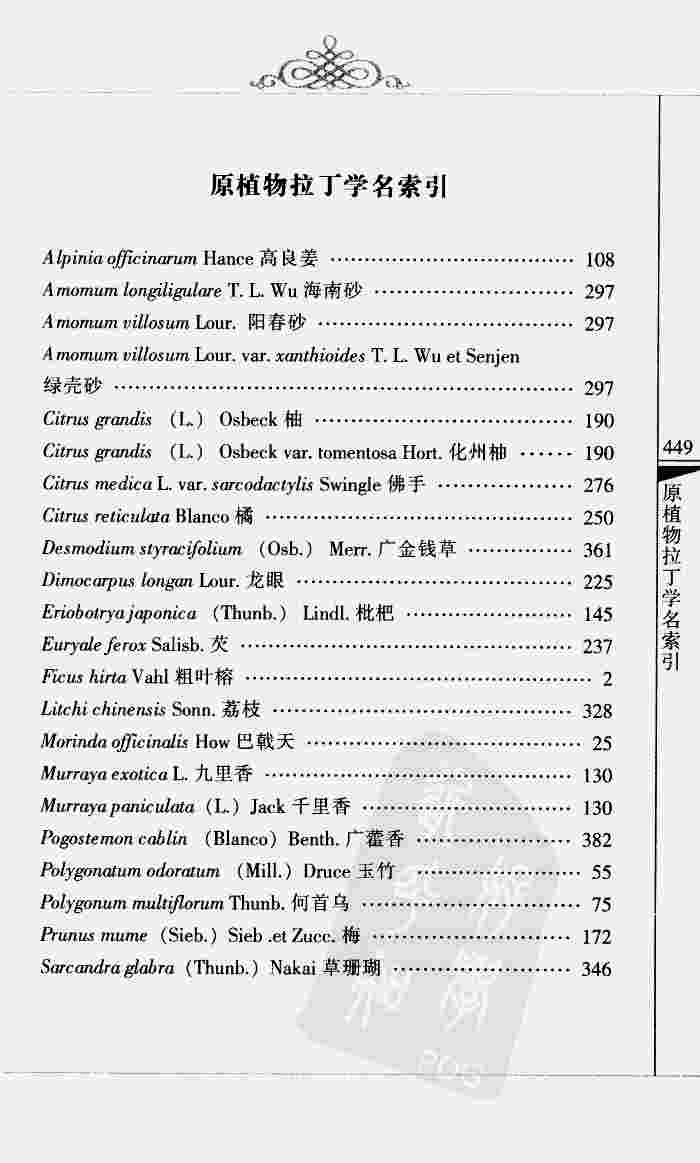 原植物拉丁学名索引
Alpinia officinarum Hance 高良姜 ………………………………… 108
Amomum longiligulare T. L. Wu 海南砂 ………………………… 297
Amomum villosum Lour. 阳春砂 ………………………………… 297
Amomum villosum Lour. var. xanthioides T. L. Wu et Senjen
绿壳砂 …………………………………………………………… 297
Citrus grandis （L.） Osbeck 柚 ………………………………… 190
Citrus grandis （L.） Osbeck var. tomentosa Hort. 化州柚 …… 190
Citrus medica L. var. sarcodactylis Swingle 佛手 ……………… 276
Citrus reticulata Blanco 橘 ……………………………………… 250
Desmodium styracifolium （Osb.） Merr. 广金钱草 …………… 361
Dimocarpus longan Lour. 龙眼 ………………………………… 225
Eriobotrya japonica （Thunb.） Lindl. 枇杷 …………………… 145
Euryale ferox Salisb. 芡 ………………………………………… 237
Ficus hirta Vahl 粗叶榕 …………………………………………… 2
Litchi chinensis Sonn. 荔枝 ……………………………………… 328
Morinda officinalis How 巴戟天 ………………………………… 25
Murraya exotica L. 九里香 ……………………………………… 130
Murraya paniculata（L.）Jack 千里香 ………………………… 130
Pogostemon cablin （Blanco）Benth. 广藿香 ………………… 382
Polygonatum odoratum （Mill.）Druce 玉竹 ………………… 55
Polygonum multiflorum Thunb. 何首乌 ………………………… 75
Prunus mume（Sieb.）Sieb .et Zucc. 梅 ……………………… 172
Sarcandra glabra（Thunb.）Nakai 草珊瑚 …………………… 346
449
原植物拉丁学名索引